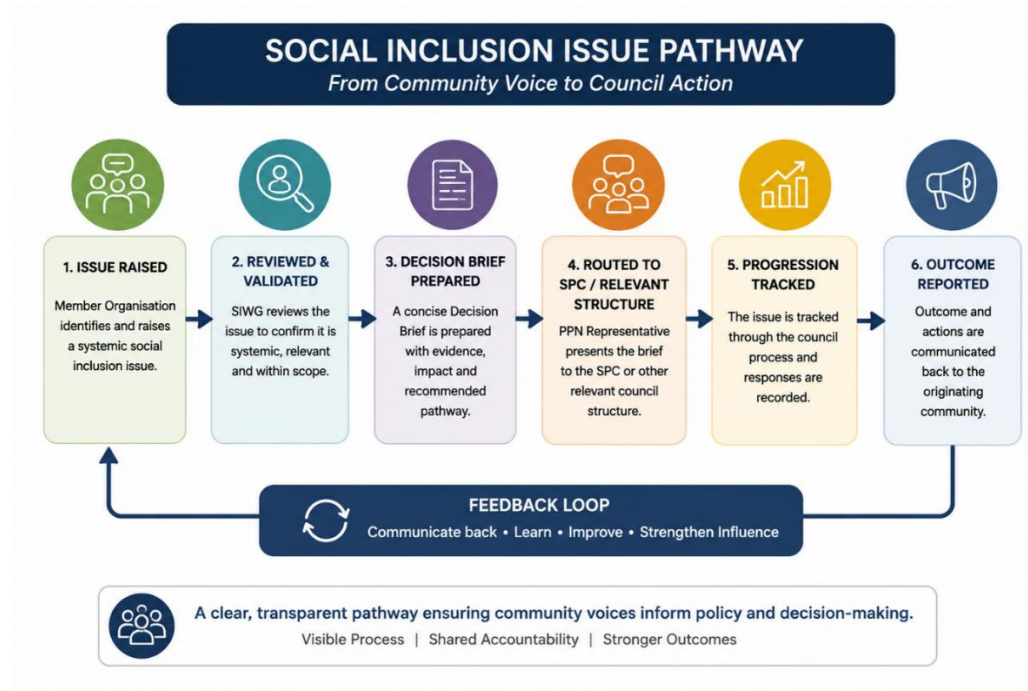 SOCIAL INCLUSION ISSUE PATHWAY
From Community Voice to Council Action
1. ISSUE RAISED
Member Organisation
identifies and raises
a systemic social
inclusion issue.
2. REVIEWED &
VALIDATED
SIWG reviews the
issue to confirm it is
systemic, relevant
and within scope.
3. DECISION BRIEF
PREPARED
A concise Decision
Brief is prepared
with evidence,
impact and
recommended
pathway.
4. ROUTED TO
SPC / RELEVANT
STRUCTURE
PPN Representative
presents the brief
to the SPC or other
relevant council
structure.
5. PROGRESSION
TRACKED
The issue is tracked
through the council
process and
responses are
recorded.
6. OUTCOME
REPORTED
Outcome and
actions are
communicated
back to the
originating
community.
FEEDBACK LOOP
Communicate back • Learn • Improve • Strengthen Influence
A clear, transparent pathway ensuring community voices inform policy and decision-making.
Visible Process | Shared Accountability | Stronger Outcomes